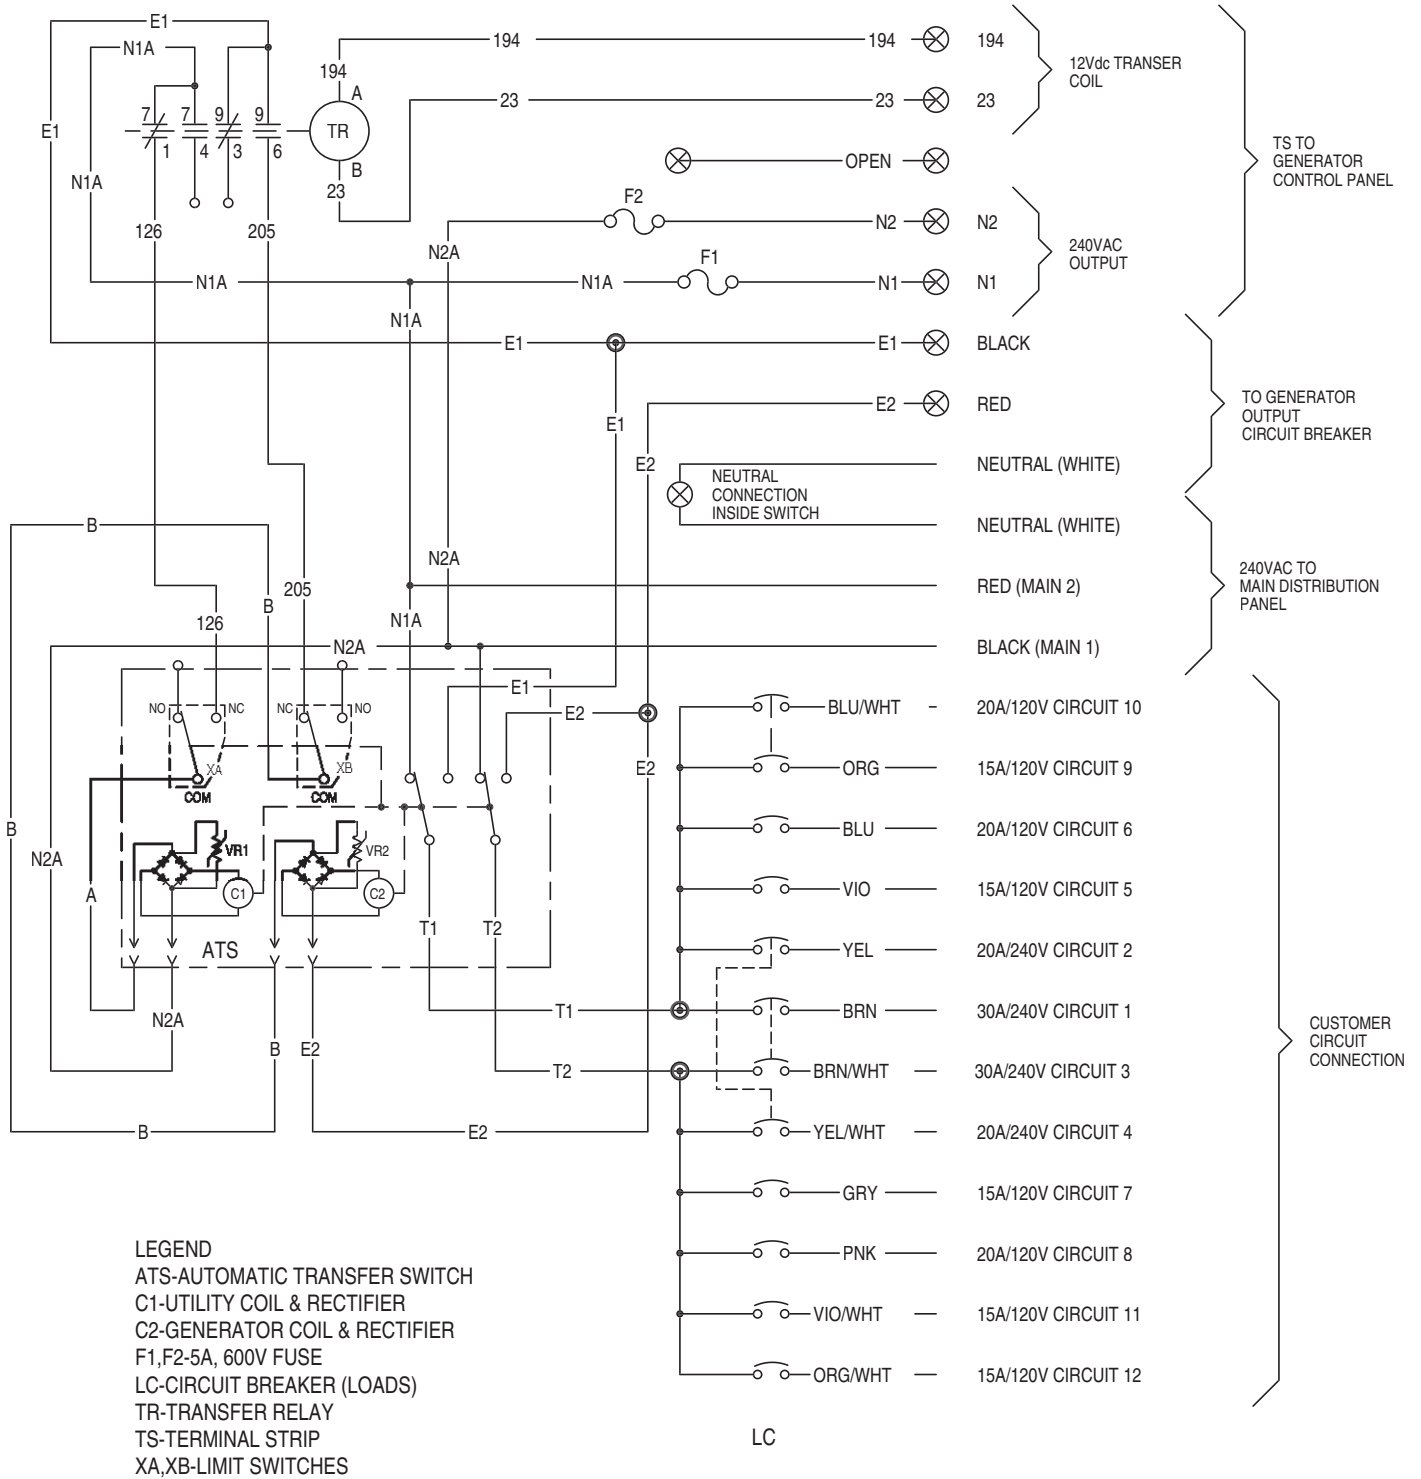 E1
N1A
194
194
194
194
12Vdc TRANSER
COIL
A
7
7
9
9
TR
23
23
23
E1
1
4
3
6
B
OPEN
TS TO
GENERATOR
CONTROL PANEL
N1A
23
F2
126
205
N2A
N2
N2
240VAC
OUTPUT
F1
N1A
N1A
N1
N1
N1A
E1
E1
BLACK
E2
RED
TO GENERATOR
OUTPUT
CIRCUIT BREAKER
E1
E2
NEUTRAL
CONNECTION
INSIDE SWITCH
NEUTRAL (WHITE)
B
NEUTRAL (WHITE)
N2A
240VAC TO
MAIN DISTRIBUTION
PANEL
205
RED (MAIN 2)
B
126
N1A
N2A
BLACK (MAIN 1)
E1
NO
NC
NC
NO
E2
BLU/WHT
20A/120V CIRCUIT 10
XA
XB
E2
ORG
15A/120V CIRCUIT 9
COM
COM
B
BLU
20A/120V CIRCUIT 6
N2A
VR1
VR2
A
C1
C2
VIO
15A/120V CIRCUIT 5
T1
T2
ATS
YEL
20A/240V CIRCUIT 2
N2A
T1
BRN
30A/240V CIRCUIT 1
CUSTOMER
CIRCUIT
CONNECTION
B
E2
T2
BRN/WHT
30A/240V CIRCUIT 3
B
E2
YEL/WHT
20A/240V CIRCUIT 4
GRY
15A/120V CIRCUIT 7
PNK
20A/120V CIRCUIT 8
VIO/WHT
15A/120V CIRCUIT 11
ORG/WHT
15A/120V CIRCUIT 12
LC
LEGEND
ATS-AUTOMATIC TRANSFER SWITCH
C1-UTILITY COIL & RECTIFIER
C2-GENERATOR COIL & RECTIFIER
F1,F2-5A, 600V FUSE
LC-CIRCUIT BREAKER (LOADS)
TR-TRANSFER RELAY
TS-TERMINAL STRIP
XA,XB-LIMIT SWITCHES